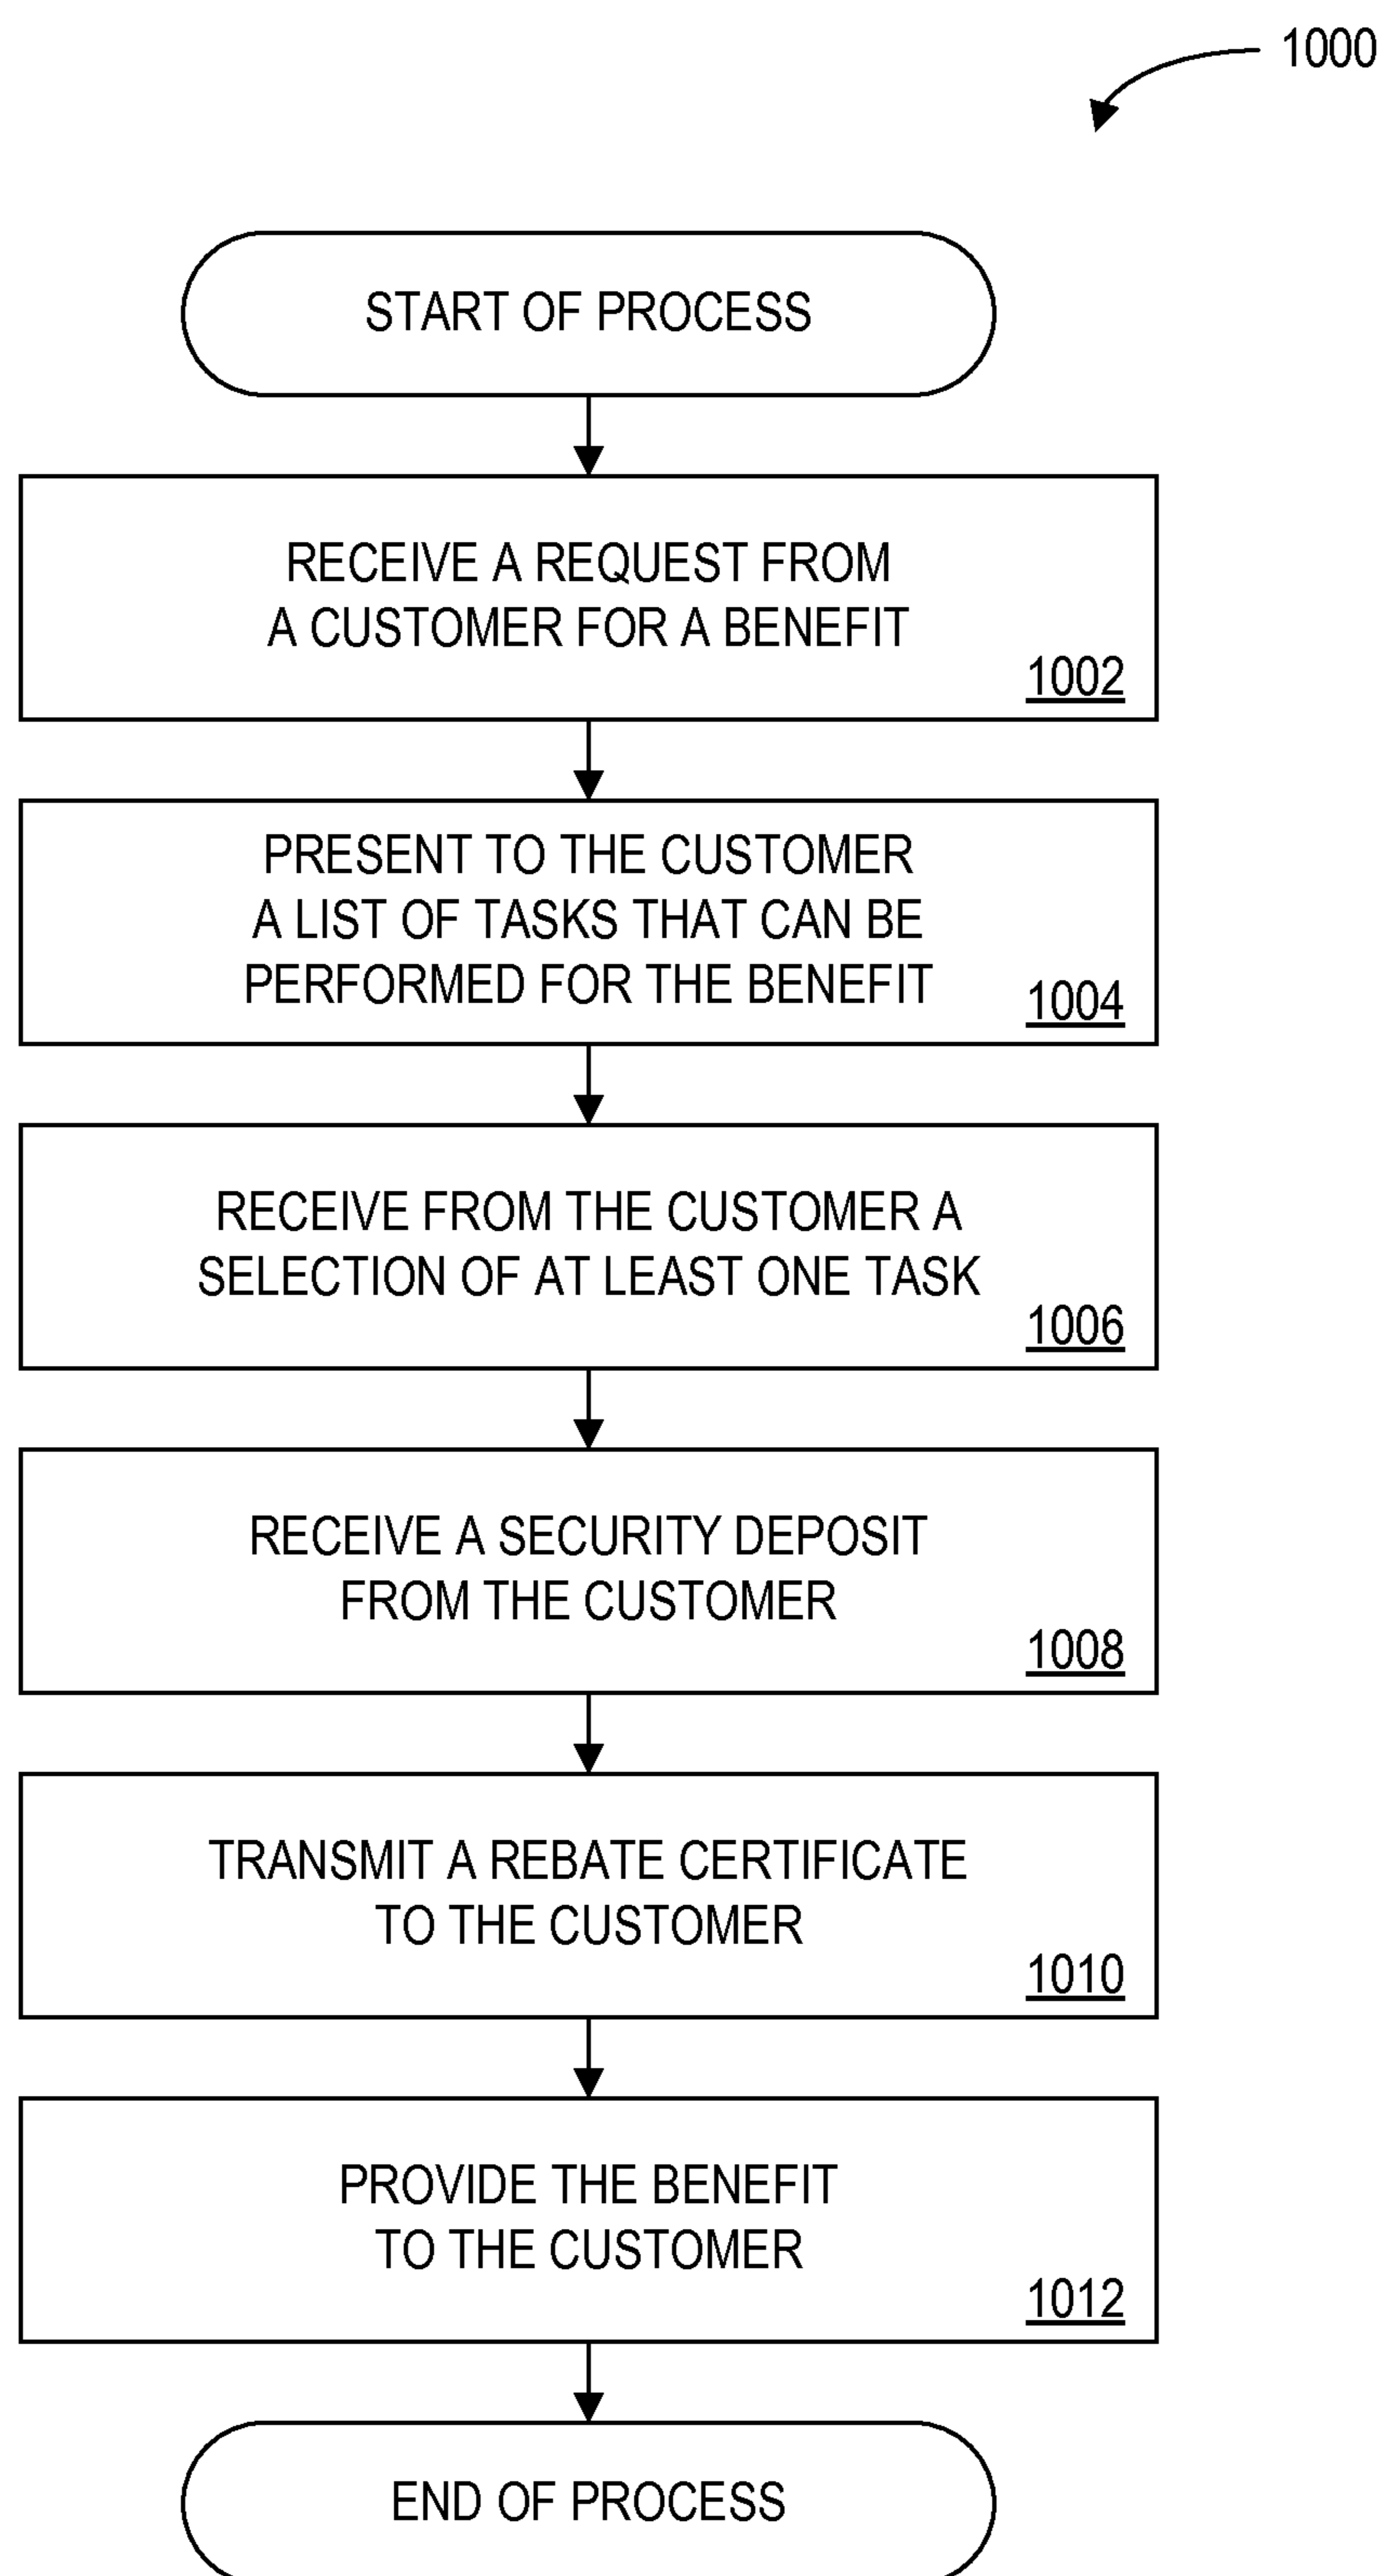 1000
START OF PROCESS
RECEIVE A REQUEST FROM
A CUSTOMER FOR A BENEFIT
1002
PRESENT TO THE CUSTOMER
A LIST OF TASKS THAT CAN BE
PERFORMED FOR THE BENEFIT
1004
RECEIVE FROM THE CUSTOMER A
SELECTION OF AT LEAST ONE TASK
1006
RECEIVE A SECURITY DEPOSIT
FROM THE CUSTOMER
1008
TRANSMIT A REBATE CERTIFICATE
TO THE CUSTOMER
1010
PROVIDE THE BENEFIT
TO THE CUSTOMER
1012
END OF PROCESS